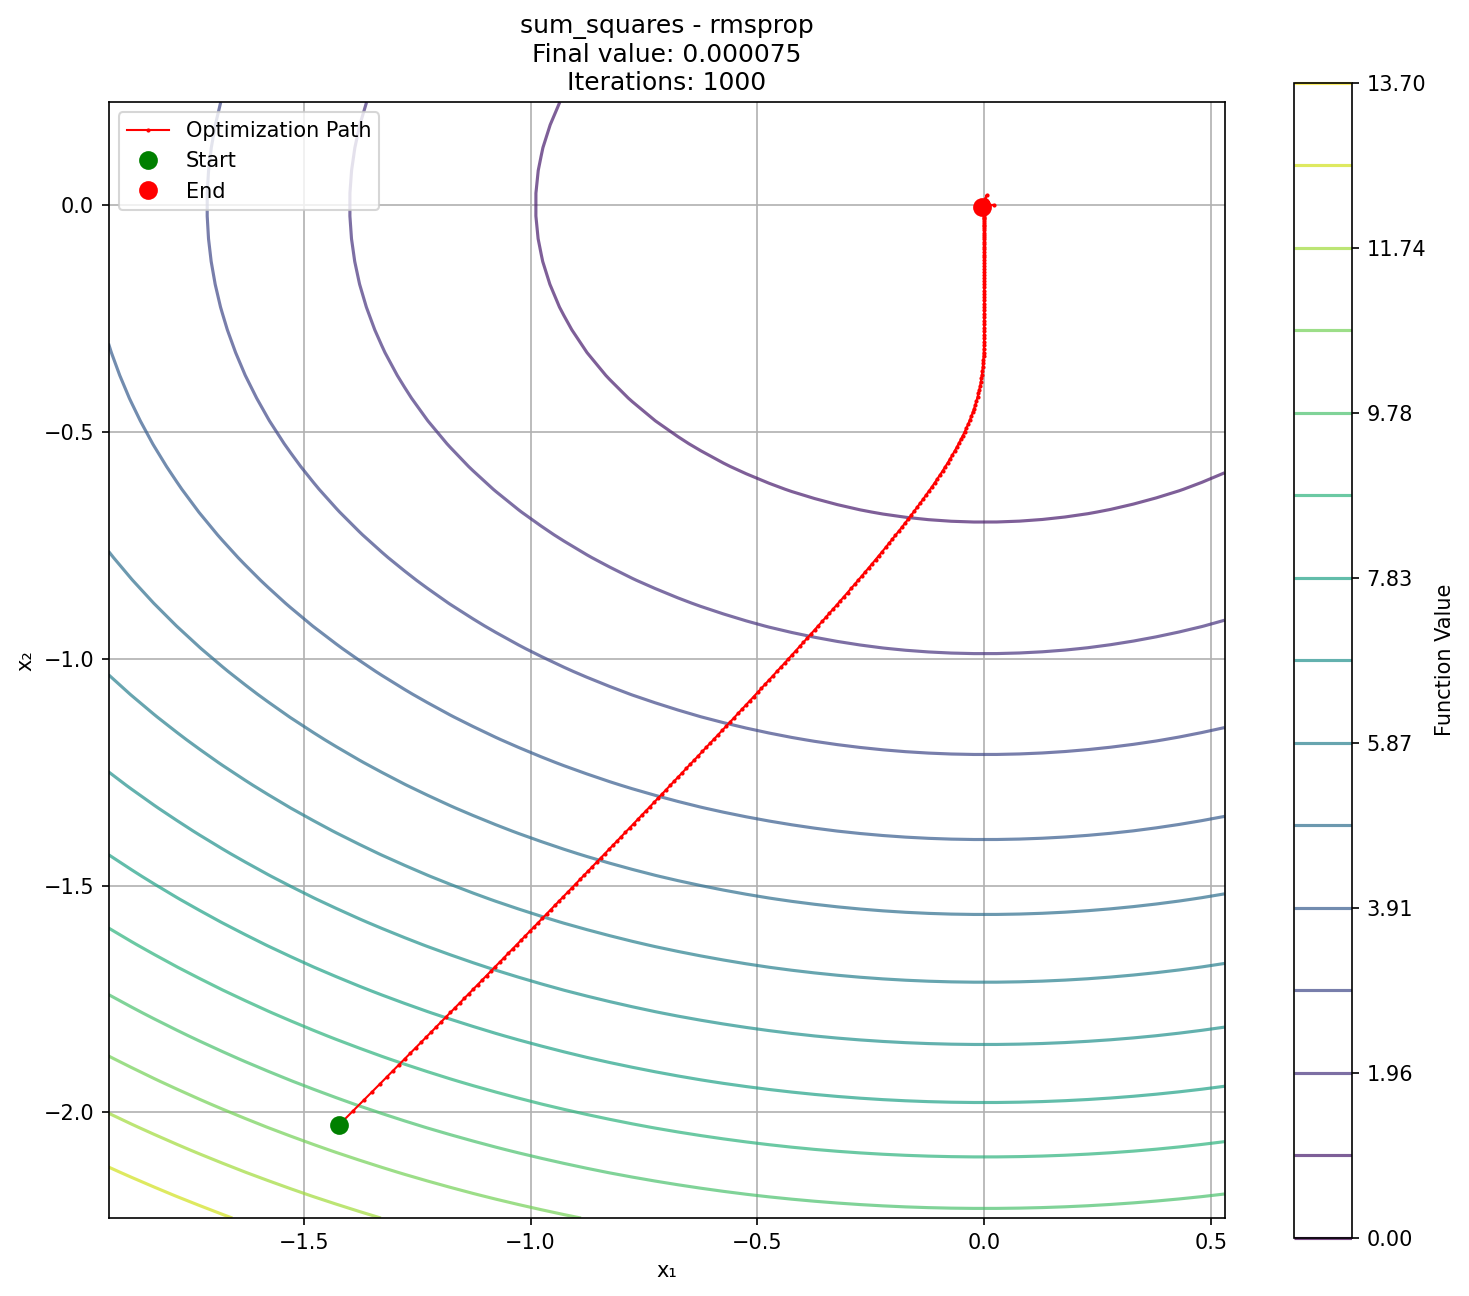 sum_squares - rmsprop
Final value: 0.000075
Iterations: 1000
Optimization Path
Start
End
0.0
−0.5
−1.0
−1.5
−2.0
x₂
−1.5
−1.0
−0.5
0.0
0.5
x₁
13.70
11.74
9.78
7.83
5.87
3.91
1.96
0.00
Function Value